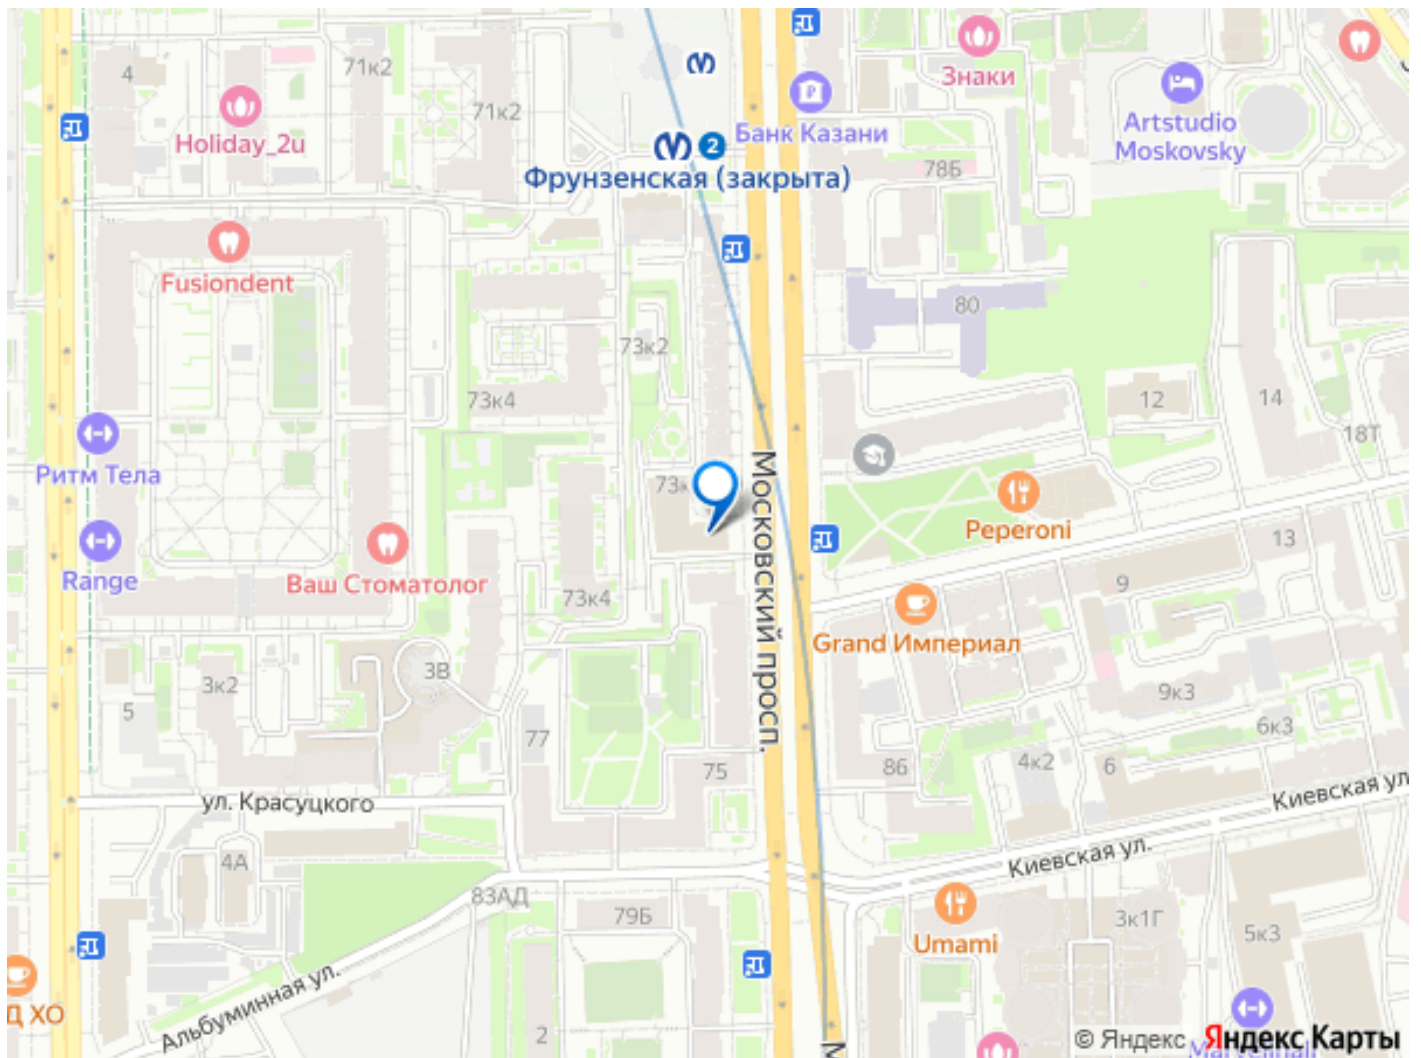 4
71к2
71к2
Holiday_2u
Банк Казани
Знаки
Artstudio
Moskovsky
2
Фрунзенская (закрыта)
78Б
Fusiondent
80
73к2
73к4
12
14
18Т
Ритм Тела
Московский просп.
Peperoni
Range
Ваш Стоматолог
73к4
13
9
Grand Империал
3к2
3В
5
9к3
6к3
77
75
86
4к2
6
ул. Красуцкого
Киевская ул.
Киевская ул.
4А
83АД
79Б
3к1Г
5к3
Umami
Д ХО
Альбуминная ул.
2
© Яндекс Яндекс Карты